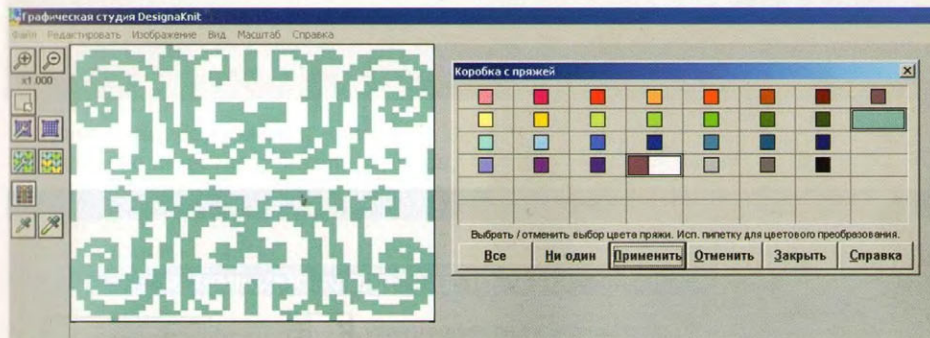 Графическая студия DesignaKnit
Файл Редактировать Изображение Вид Масштаб Справка
x1.000
Коробка с пряжей
Выбрать / отменить выбор цвета пряжи. Исп. пипетку для цветового преобразования.
Все Ни один Применить Отменить Закрыть Справка